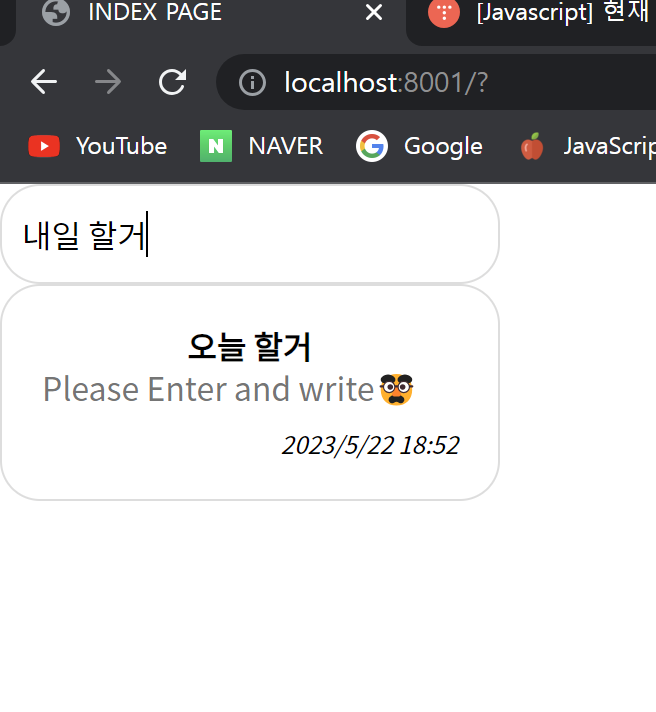 INDEX PAGE
[Javascript] 현재
localhost:8001/?
YouTube
NAVER
Google
JavaScrip
내일 할거
오늘 할거
Please Enter and write🥸
2023/5/22 18:52